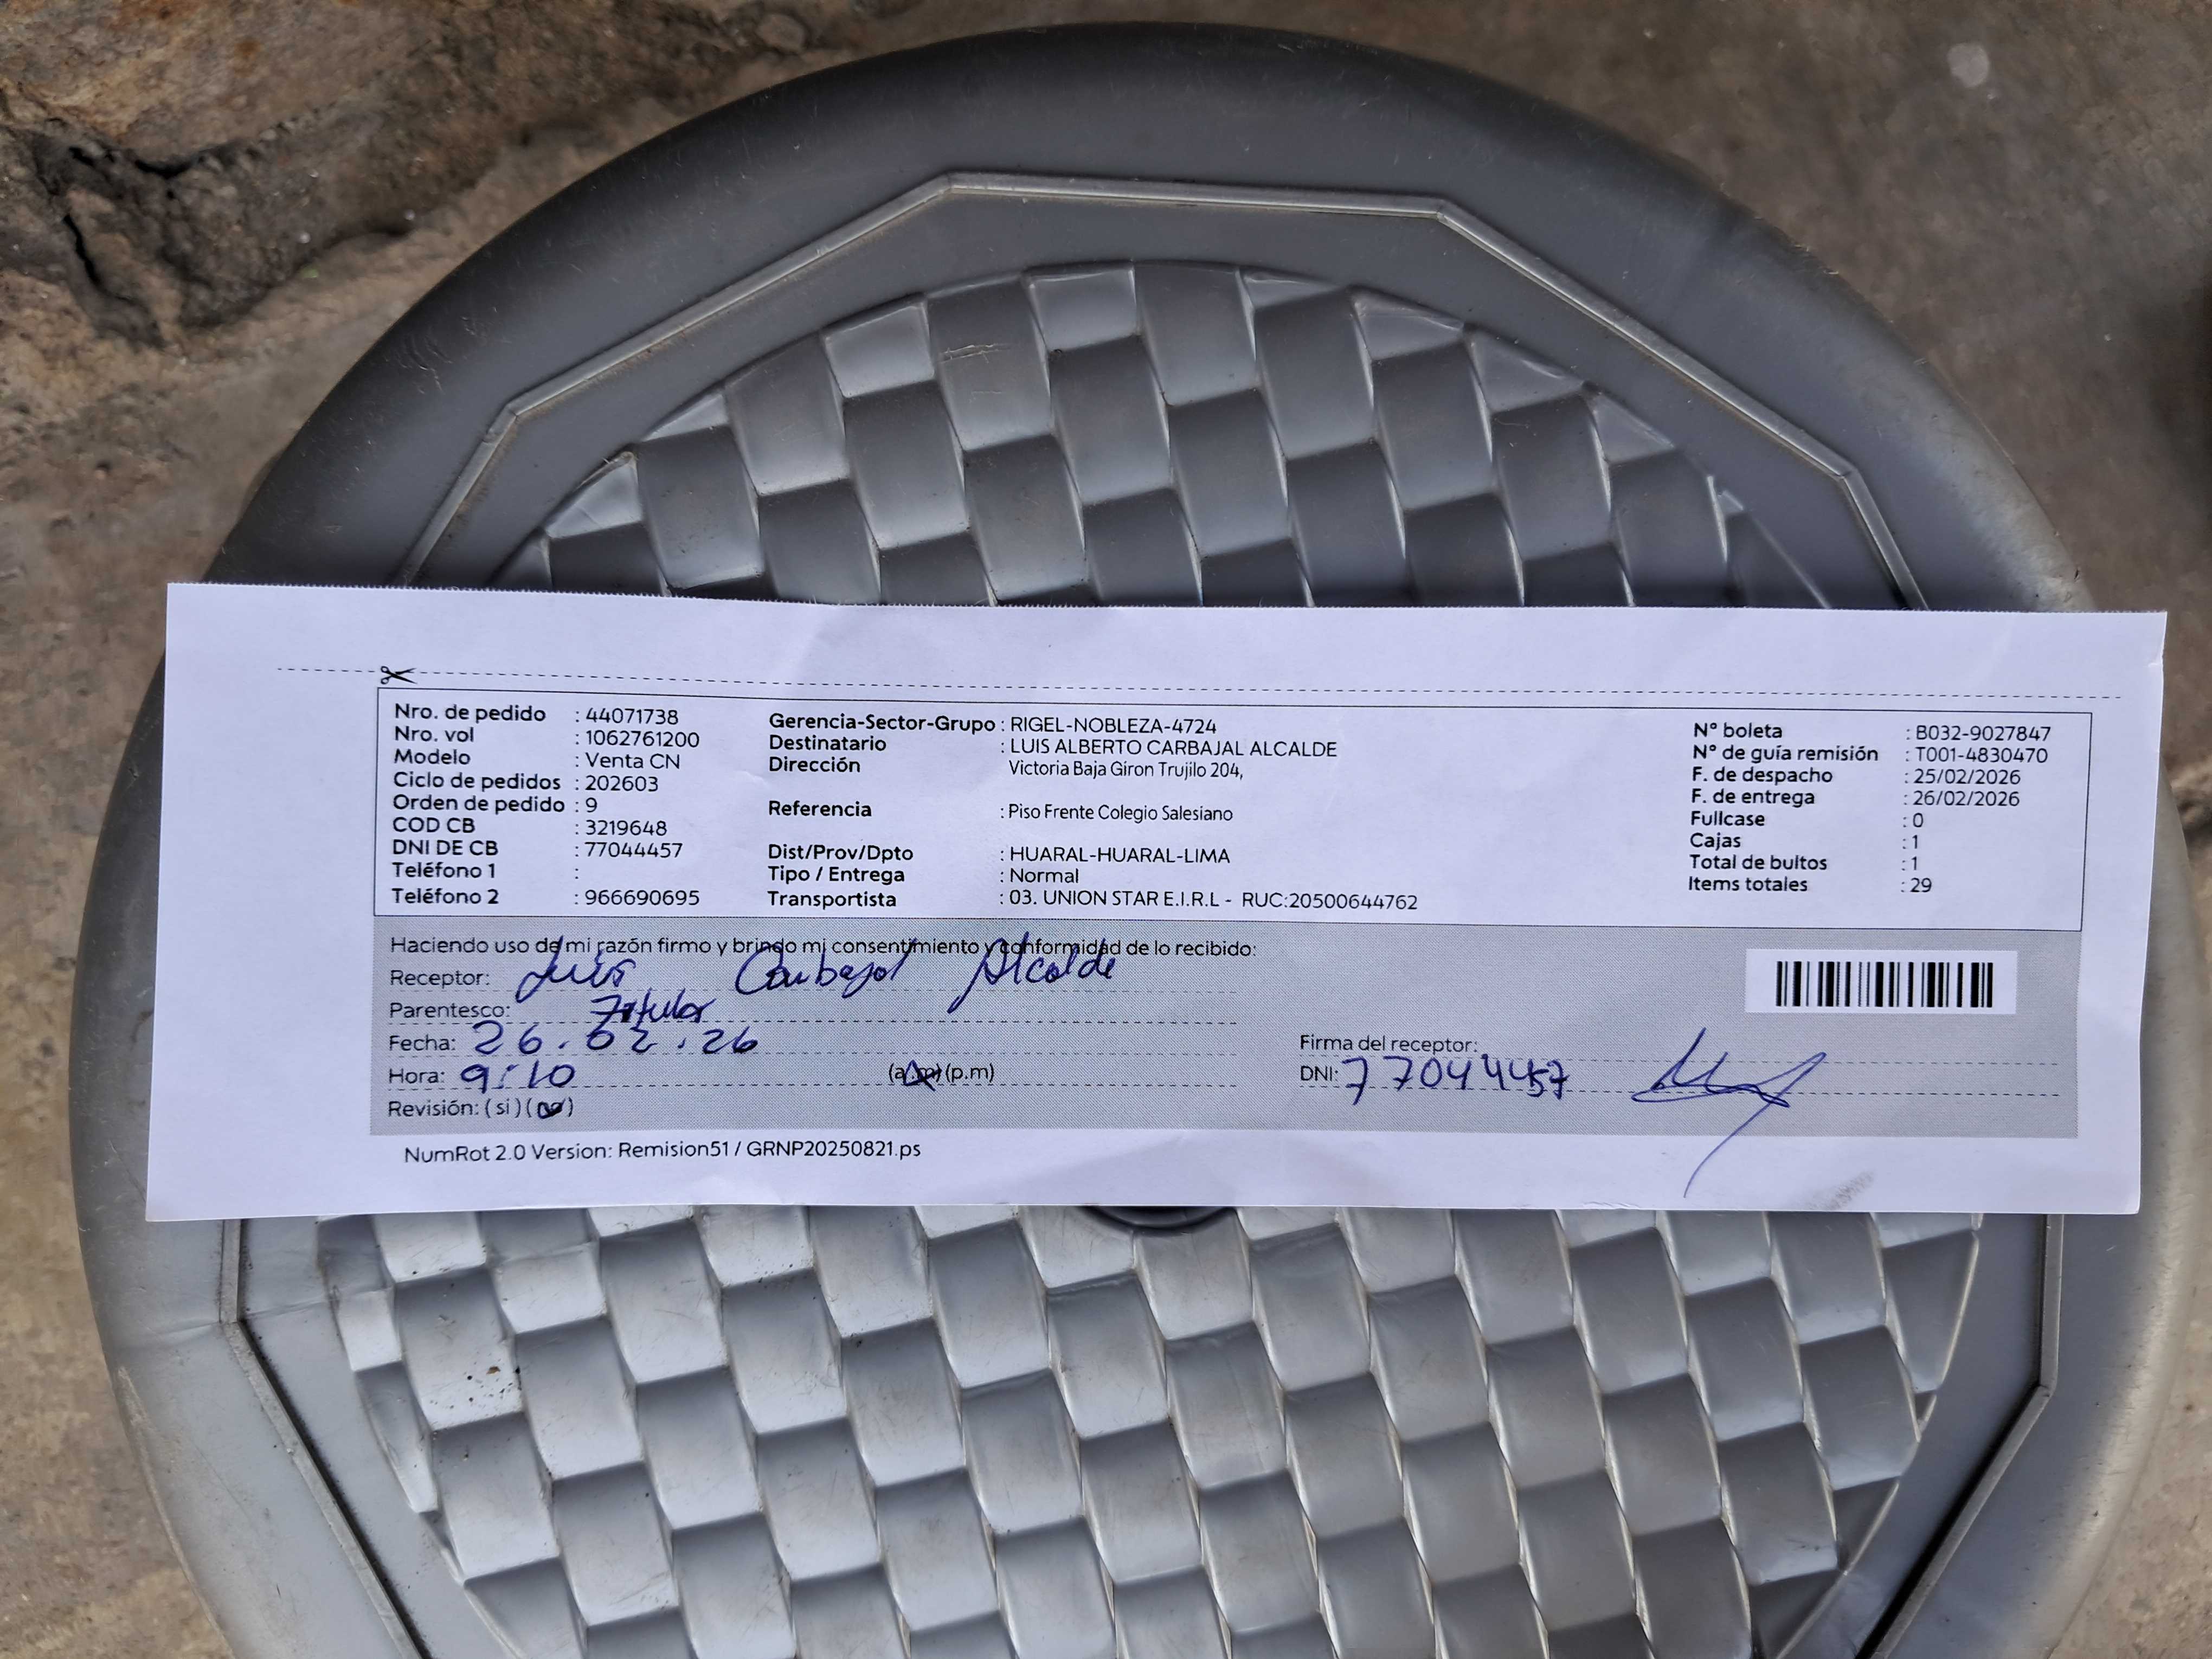 Nro. de pedido : 44071738
Nro. vol : 1062761200
Modelo : Venta CN
Ciclo de pedidos : 202603
Orden de pedido : 9
COD CB : 3219648
DNI DE CB : 77044457
Teléfono 1 :
Teléfono 2 : 966690695
Gerencia-Sector-Grupo : RIGEL-NOBLEZA-4724
Destinatario : LUIS ALBERTO CARBAJAL ALCALDE
Dirección Victoria Baja Giron Trujilo 204,
Referencia : Piso Frente Colegio Salesiano
Dist/Prov/Dpto : HUARAL-HUARAL-LIMA
Tipo / Entrega : Normal
Transportista : 03. UNION STAR E.I.R.L - RUC:20500644762
N° boleta : B032-9027847
N° de guía remisión : T001-4830470
F. de despacho : 25/02/2026
F. de entrega : 26/02/2026
Fullcase : 0
Cajas : 1
Total de bultos : 1
Items totales : 29
Haciendo uso de mi razón firmo y brindo mi consentimiento y conformidad de lo recibido:
Receptor: Luis Carbajal Alcalde
Parentesco: Titular
Fecha: 26.02.26
Hora: 9:10 (a.m) (p.m)
Revisión: (si) (no)
Firma del receptor:
DNI: 77044457
NumRot 2.0 Version: Remision51 / GRNP20250821.ps